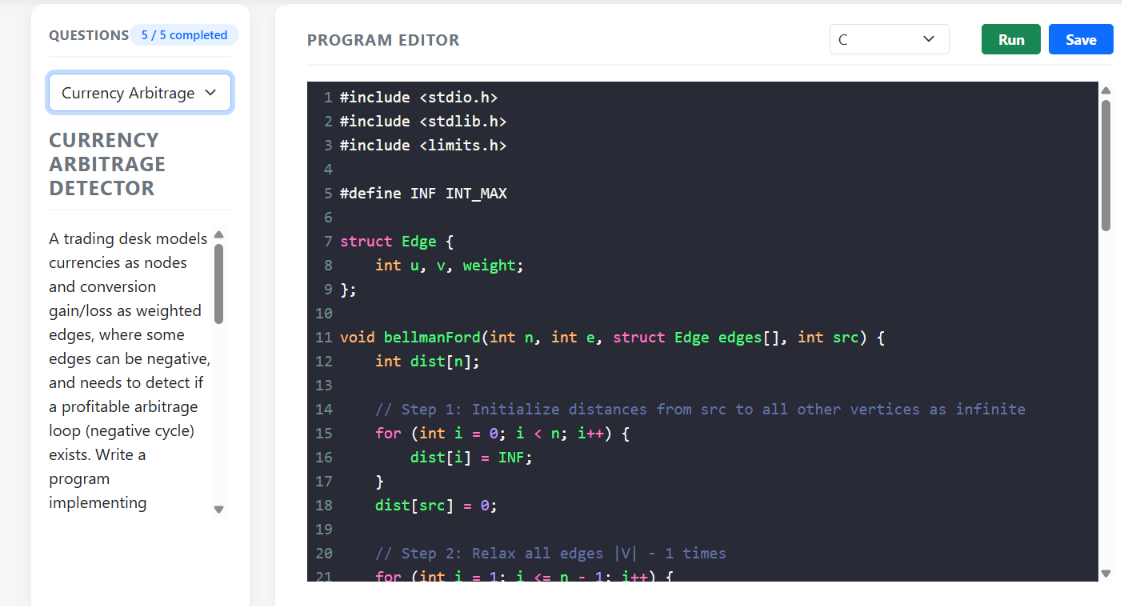 QUESTIONS 5 / 5 completed
Currency Arbitrage
CURRENCY
ARBITRAGE
DETECTOR
A trading desk models
currencies as nodes
and conversion
gain/loss as weighted
edges, where some
edges can be negative,
and needs to detect if
a profitable arbitrage
loop (negative cycle)
exists. Write a
program
implementing
PROGRAM EDITOR
C
Run
Save
1 #include <stdio.h>
2 #include <stdlib.h>
3 #include <limits.h>
4
5 #define INF INT_MAX
6
7 struct Edge {
8     int u, v, weight;
9 };
10
11 void bellmanFord(int n, int e, struct Edge edges[], int src) {
12     int dist[n];
13
14     // Step 1: Initialize distances from src to all other vertices as infinite
15     for (int i = 0; i < n; i++) {
16         dist[i] = INF;
17     }
18     dist[src] = 0;
19
20     // Step 2: Relax all edges |V| - 1 times
21     for (int i = 1; i <= n - 1; i++) {